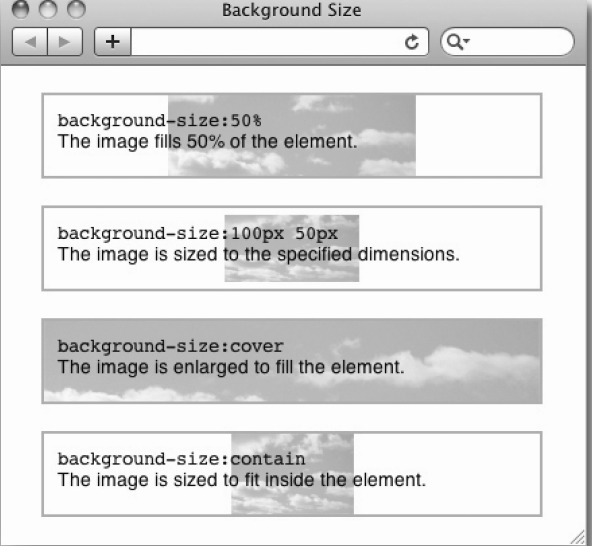 Background Size
background-size:50%
The image fills 50% of the element.
background-size:100px 50px
The image is sized to the specified dimensions.
background-size:cover
The image is enlarged to fill the element.
background-size:contain
The image is sized to fit inside the element.